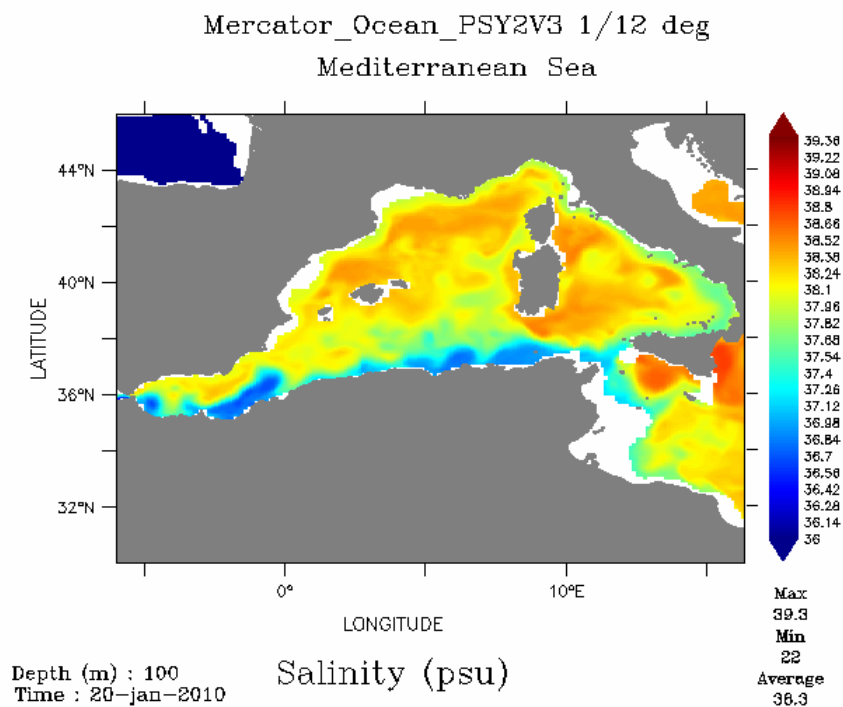 Mercator_Ocean_PSY2V3 1/12 deg
Mediterranean Sea
44°N
40°N
36°N
32°N
LATITUDE
0°
10°E
LONGITUDE
39.36
39.22
39.08
38.94
38.8
38.66
38.52
38.38
38.24
38.1
37.96
37.82
37.68
37.54
37.4
37.26
37.12
36.98
36.84
36.7
36.56
36.42
36.28
36.14
36
Max
39.3
Min
22
Average
38.3
Depth (m) : 100
Time : 20-jan-2010
Salinity (psu)